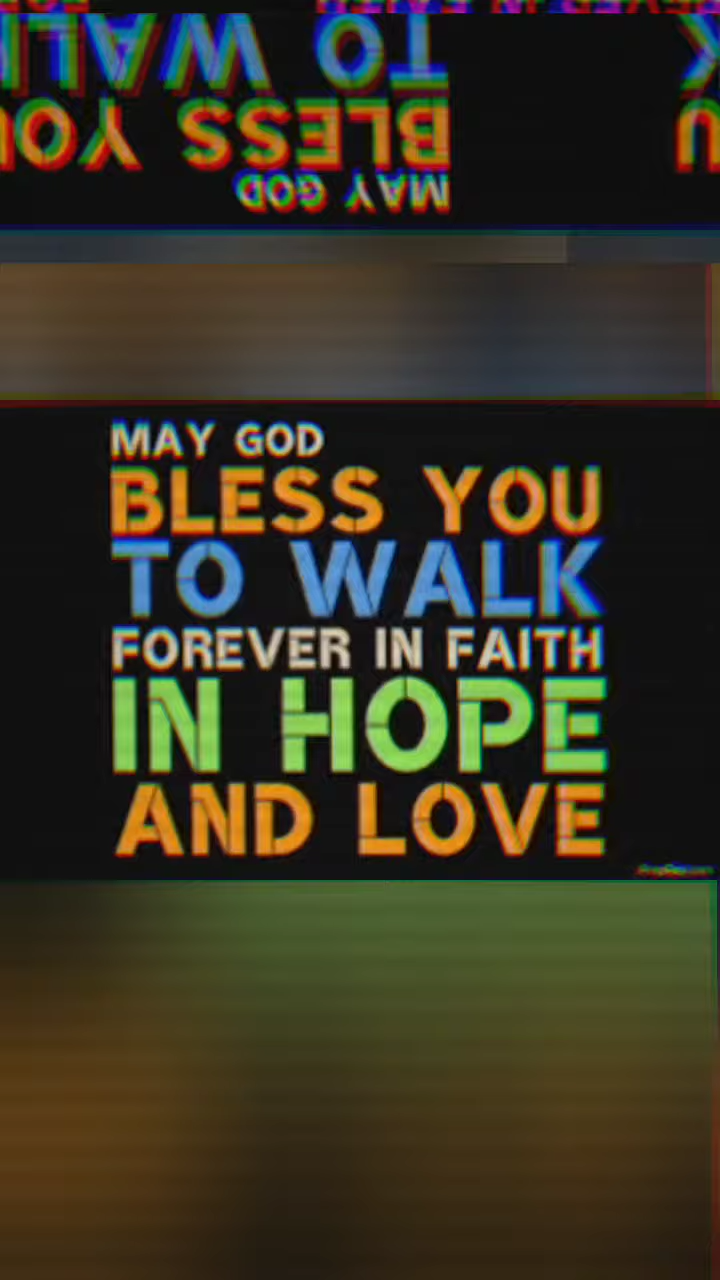 MAY GOD
BLESS YOU
TO WALK
FOREVER IN FAITH
IN HOPE
AND LOVE